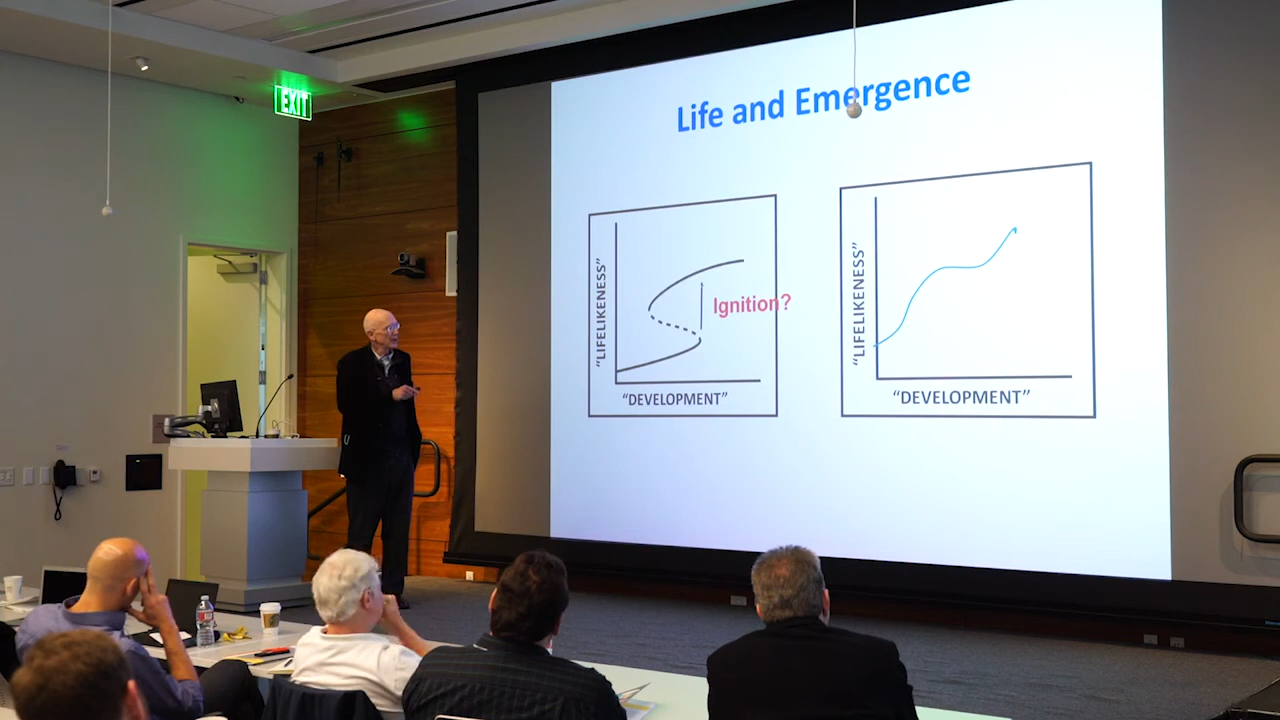 EXIT
Life and Emergence
"LIFELIKENESS"
Ignition?
"DEVELOPMENT"
"LIFELIKENESS"
"DEVELOPMENT"